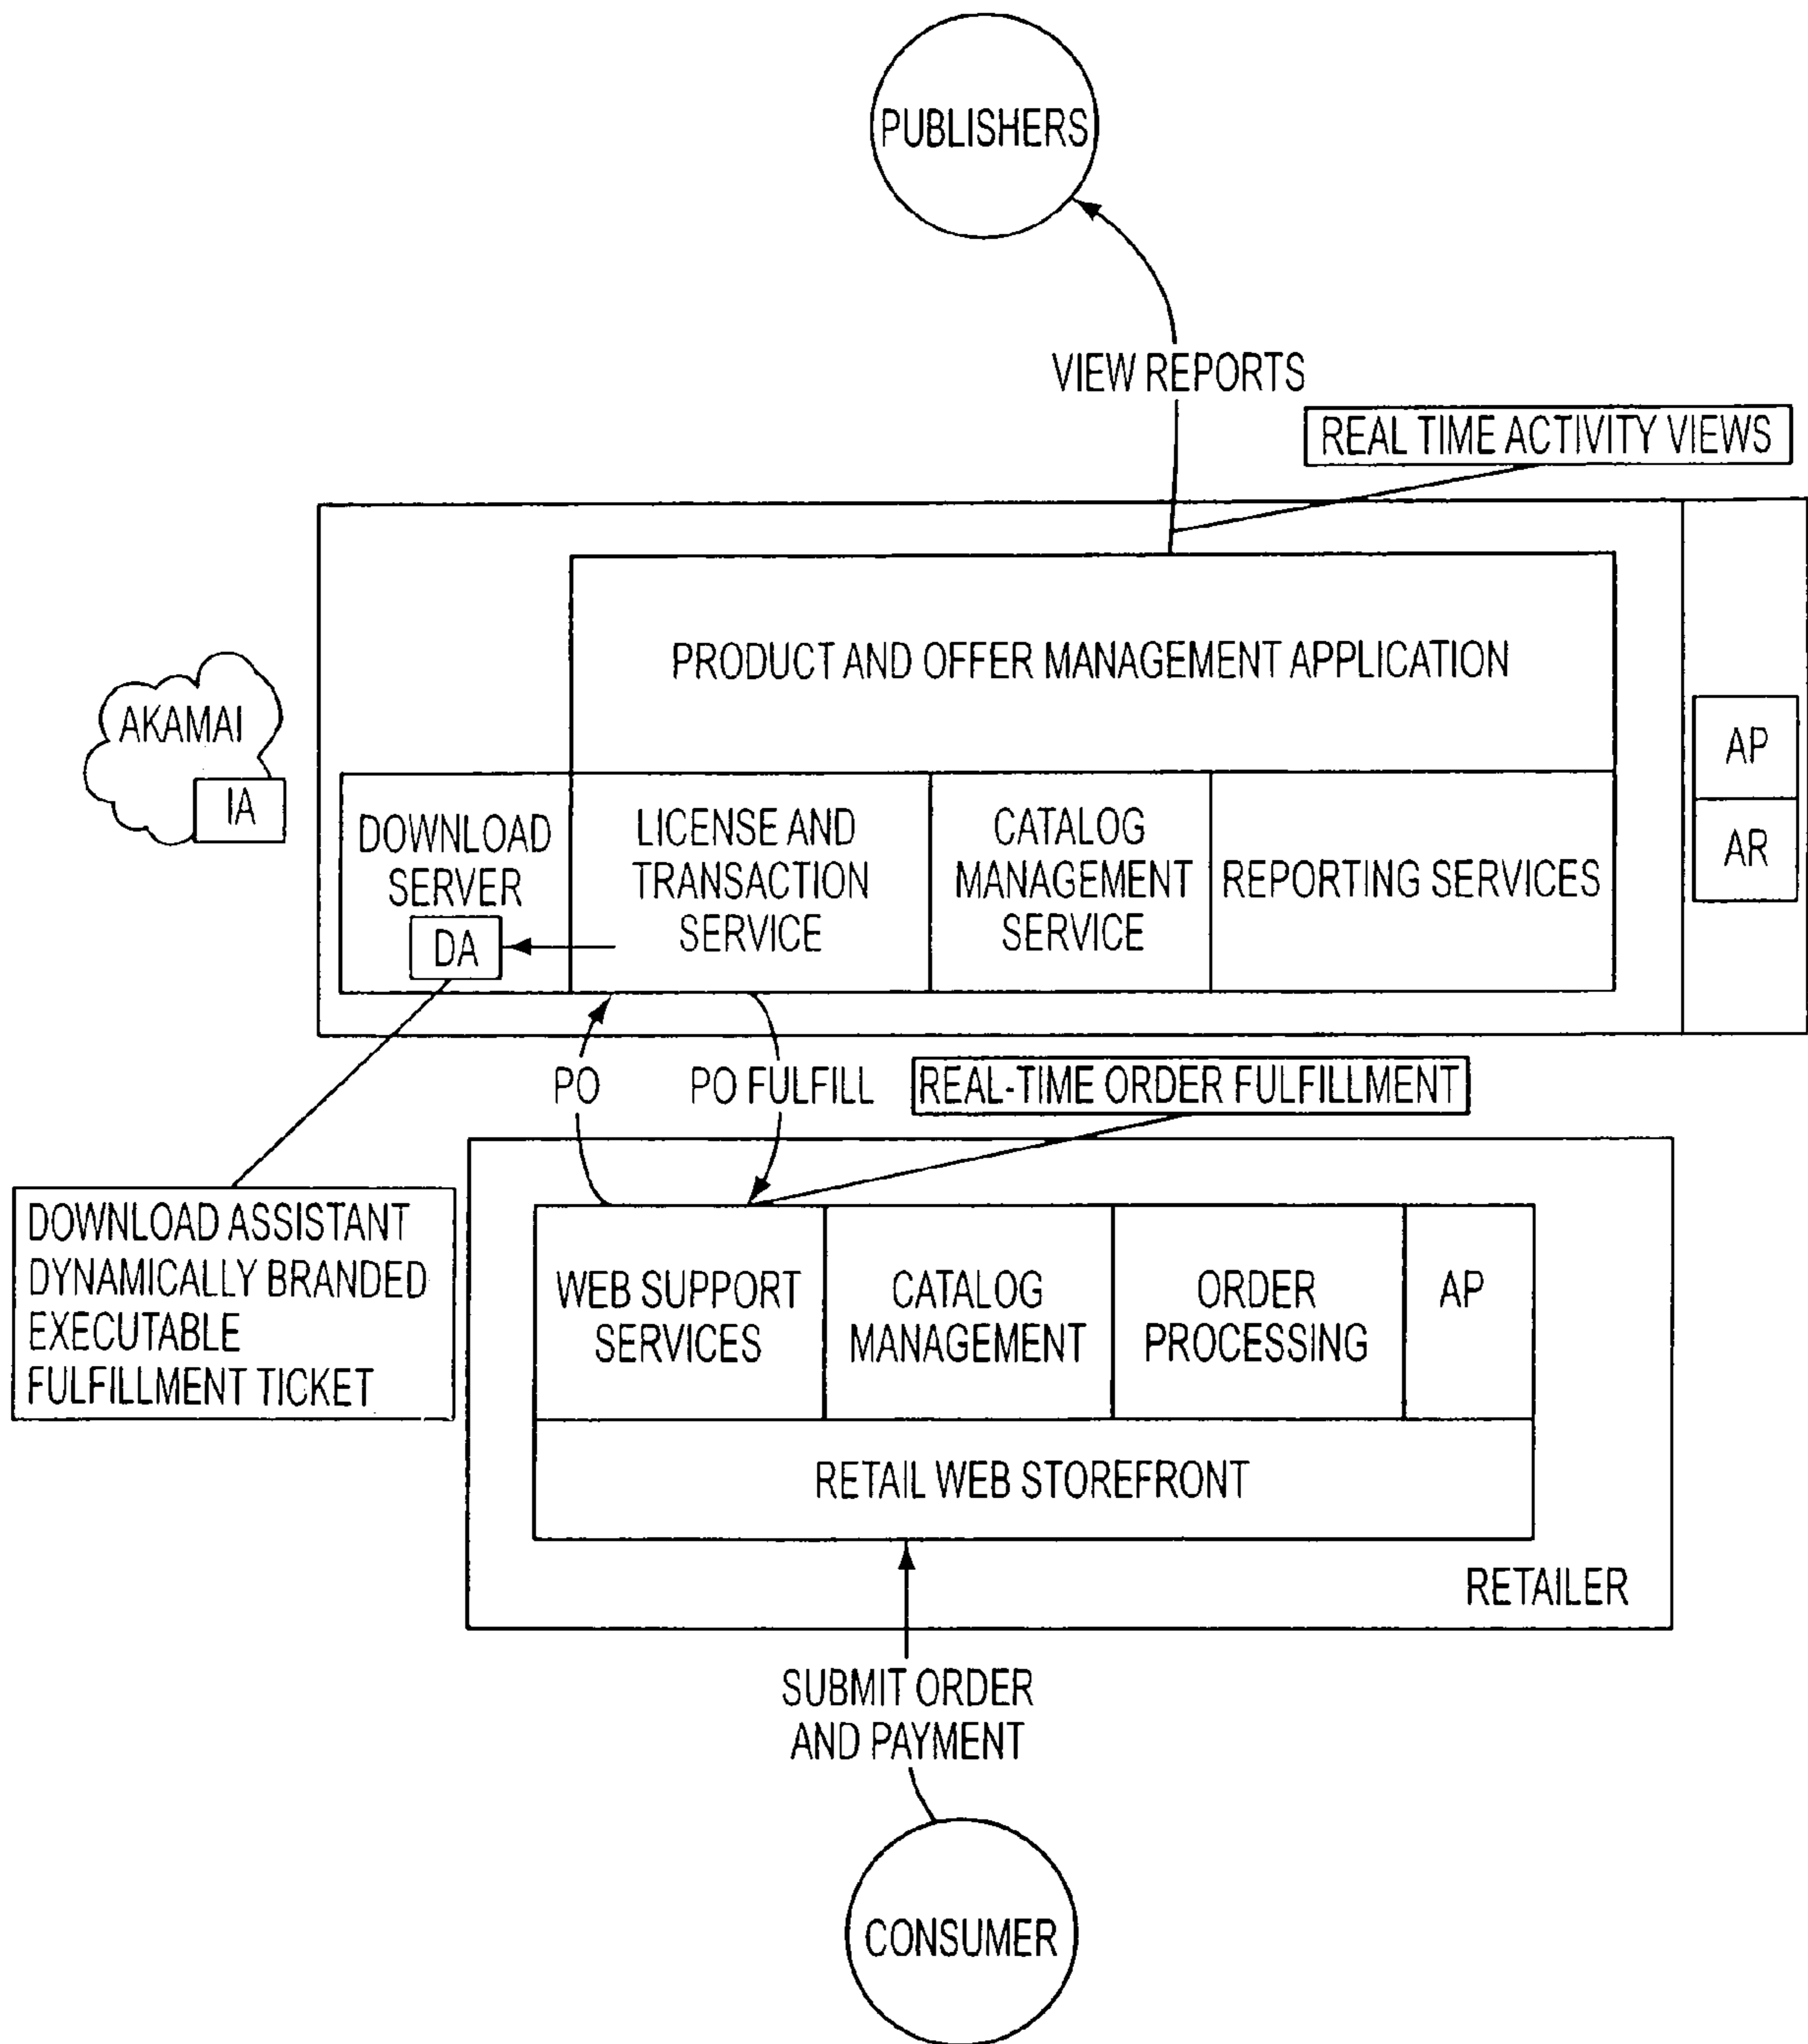 PUBLISHERS
VIEW REPORTS
REAL TIME ACTIVITY VIEWS
PRODUCT AND OFFER MANAGEMENT APPLICATION
AKAMAI
IA
DOWNLOAD
SERVER
DA
LICENSE AND
TRANSACTION
SERVICE
CATALOG
MANAGEMENT
SERVICE
REPORTING SERVICES
AP
AR
PO
PO FULFILL
REAL-TIME ORDER FULFILLMENT
DOWNLOAD ASSISTANT
DYNAMICALLY BRANDED
EXECUTABLE
FULFILLMENT TICKET
WEB SUPPORT
SERVICES
CATALOG
MANAGEMENT
ORDER
PROCESSING
AP
RETAIL WEB STOREFRONT
RETAILER
SUBMIT ORDER
AND PAYMENT
CONSUMER